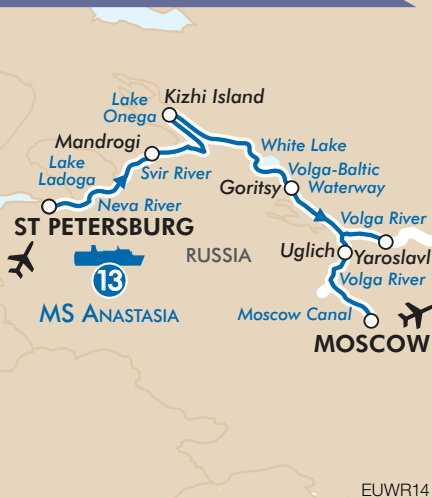 Lake
Onega
Kizhi Island
Mandrogi
Lake
Ladoga
Svir River
White Lake
Volga-Baltic
Waterway
Goritsy
Neva River
ST PETERSBURG
Volga River
RUSSIA
Uglich
Yaroslavl
13
Volga River
MS ANASTASIA
Moscow Canal
MOSCOW
EUWR14